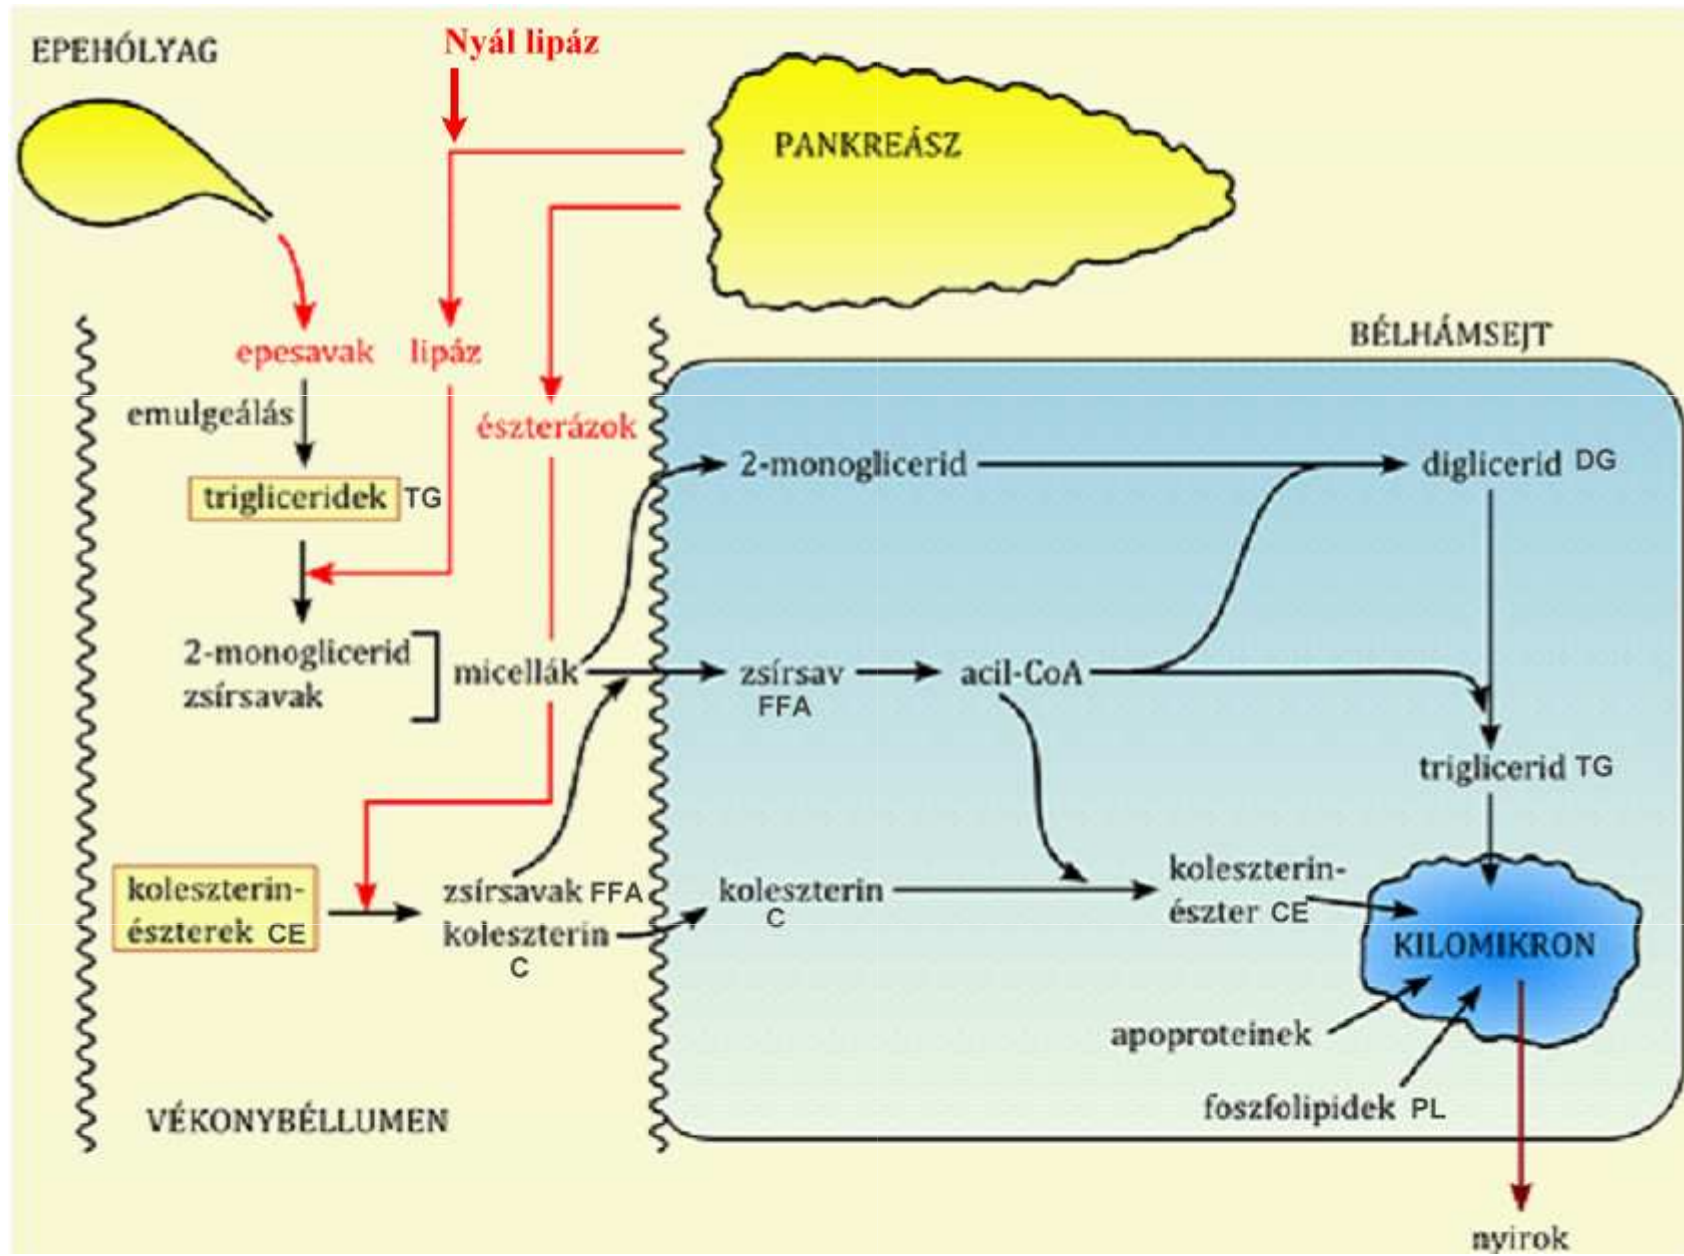 EPEHÓLYAG
Nyál lipáz
PANKREÁSZ
BÉLHÁMSEJT
epesavak
lipáz
emulgeálás
észterázok
trigliceridek TG
2-monoglicerid
zsírsavak
micellák
2-monoglicerid
diglicerid DG
zsírsav
FFA
acil-CoA
triglicerid TG
koleszterin-
észterek CE
zsírsavak FFA
koleszterin
C
koleszterin
C
koleszterin-
észter CE
KILOMIKRON
apoproteinek
foszfolipidek PL
VÉKONYBÉLLUMEN
nyirok